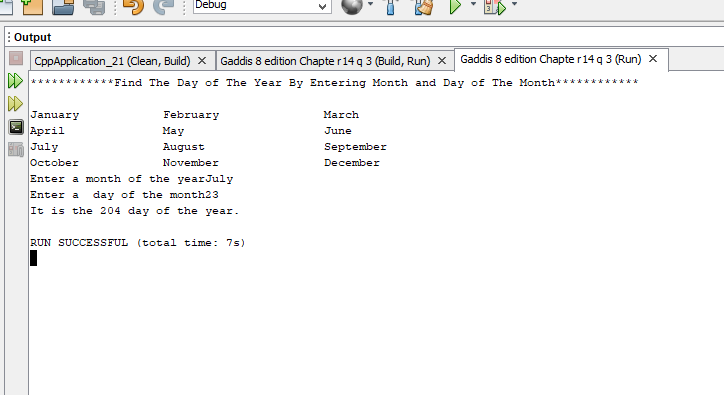 Debug
Output
CppApplication_21 (Clean, Build) Gaddis 8 edition Chapte r14 q 3 (Build, Run) Gaddis 8 edition Chapte r14 q 3 (Run)
************Find The Day of The Year By Entering Month and Day of The Month************
January February March
April May June
July August September
October November December
Enter a month of the yearJuly
Enter a  day of the month23
It is the 204 day of the year.
RUN SUCCESSFUL (total time: 7s)